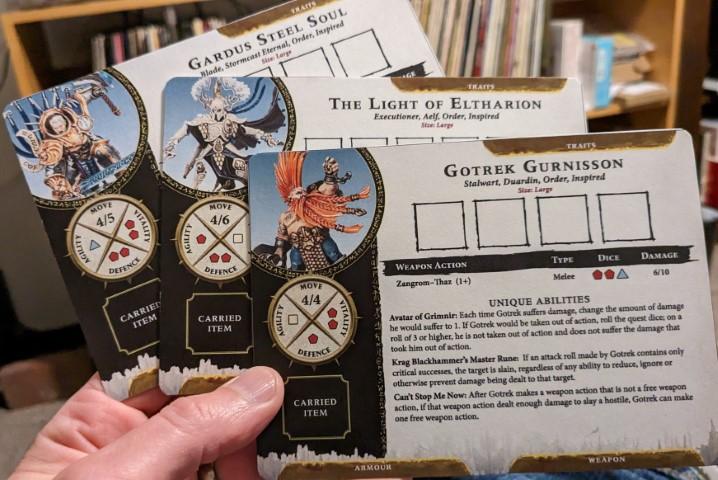 TRAITS
GARDUS STEEL SOUL
Blade, Stormcast Eternal, Order, Inspired
Size: Large
MOVE
4/5
VITALITY
AGILITY
DEFENCE
CARRIED
ITEM
TRAITS
THE LIGHT OF ELTHARION
Executioner, Aelf, Order, Inspired
Size: Large
MOVE
4/6
VITALITY
AGILITY
DEFENCE
CARRIED
ITEM
TRAITS
GOTREK GURNISSON
Stalwart, Duardin, Order, Inspired
Size: Large
MOVE
4/4
VITALITY
AGILITY
DEFENCE
CARRIED
ITEM
WEAPON ACTION TYPE DICE DAMAGE
Zangrom-Thaz (1+) Melee 6/10
UNIQUE ABILITIES
Avatar of Grimnir: Each time Gotrek suffers damage, change the amount of damage
he would suffer to 1. If Gotrek would be taken out of action, roll the quest dice; on a
roll of 3 or higher, he is not taken out of action and does not suffer the damage that
took him out of action.
Krag Blackhammer's Master Rune: If an attack roll made by Gotrek contains only
critical successes, the target is slain, regardless of any ability to reduce, ignore or
otherwise prevent damage being dealt to that target.
Can't Stop Me Now: After Gotrek makes a weapon action that is not a free weapon
action, if that weapon action dealt enough damage to slay a hostile, Gotrek can make
one free weapon action.
ARMOUR
WEAPON